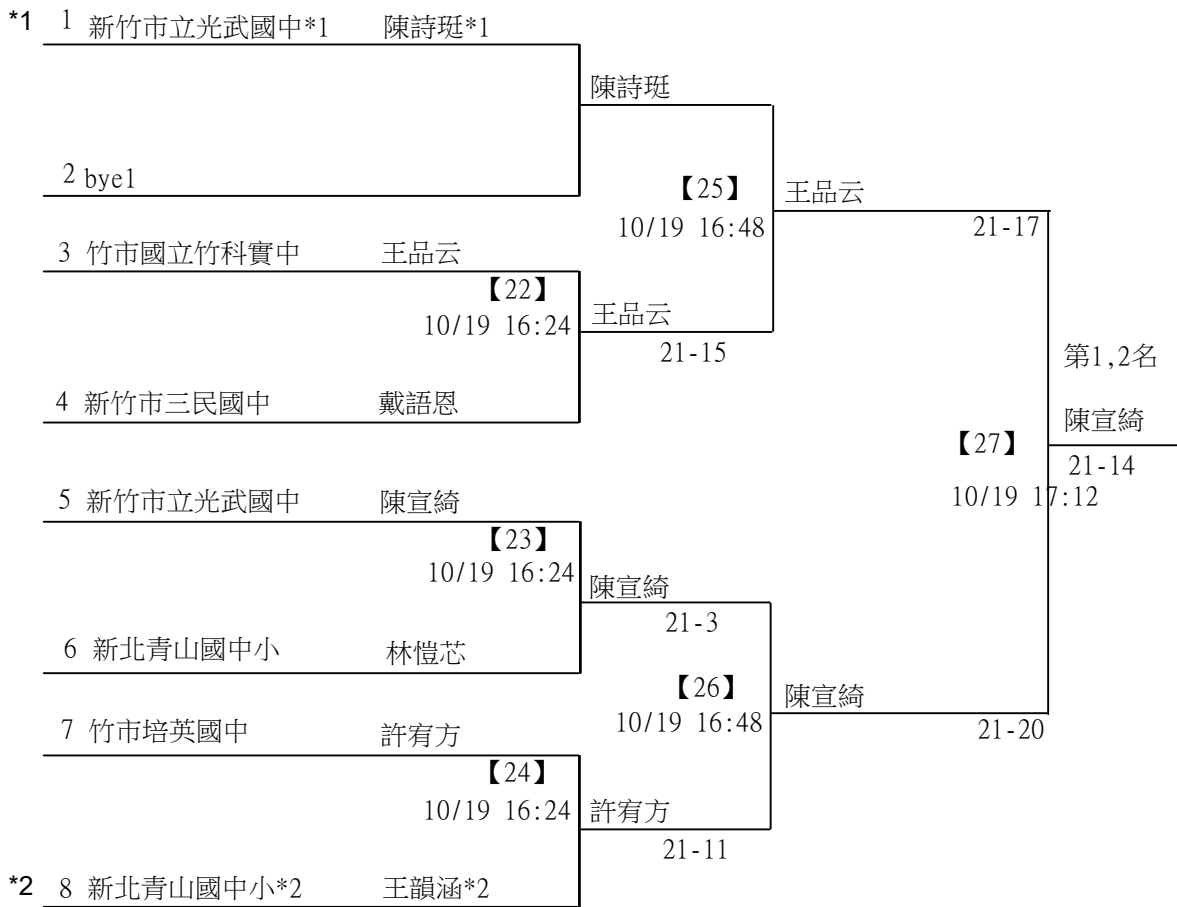 *1 1 新竹市立光武國中*1 陳詩珽*1
陳詩珽
2 bye1
【25】
王品云
10/19 16:48
21-17
3 竹市國立竹科實中 王品云
【22】
10/19 16:24
王品云
21-15
第1,2名
4 新竹市三民國中 戴語恩
陳宣綺
【27】
21-14
10/19 17:12
5 新竹市立光武國中 陳宣綺
【23】
10/19 16:24
陳宣綺
21-3
6 新北青山國中小 林愷芯
【26】
陳宣綺
10/19 16:48
21-20
7 竹市培英國中 許宥方
【24】
10/19 16:24
許宥方
21-11
*2 8 新北青山國中小*2 王韻涵*2